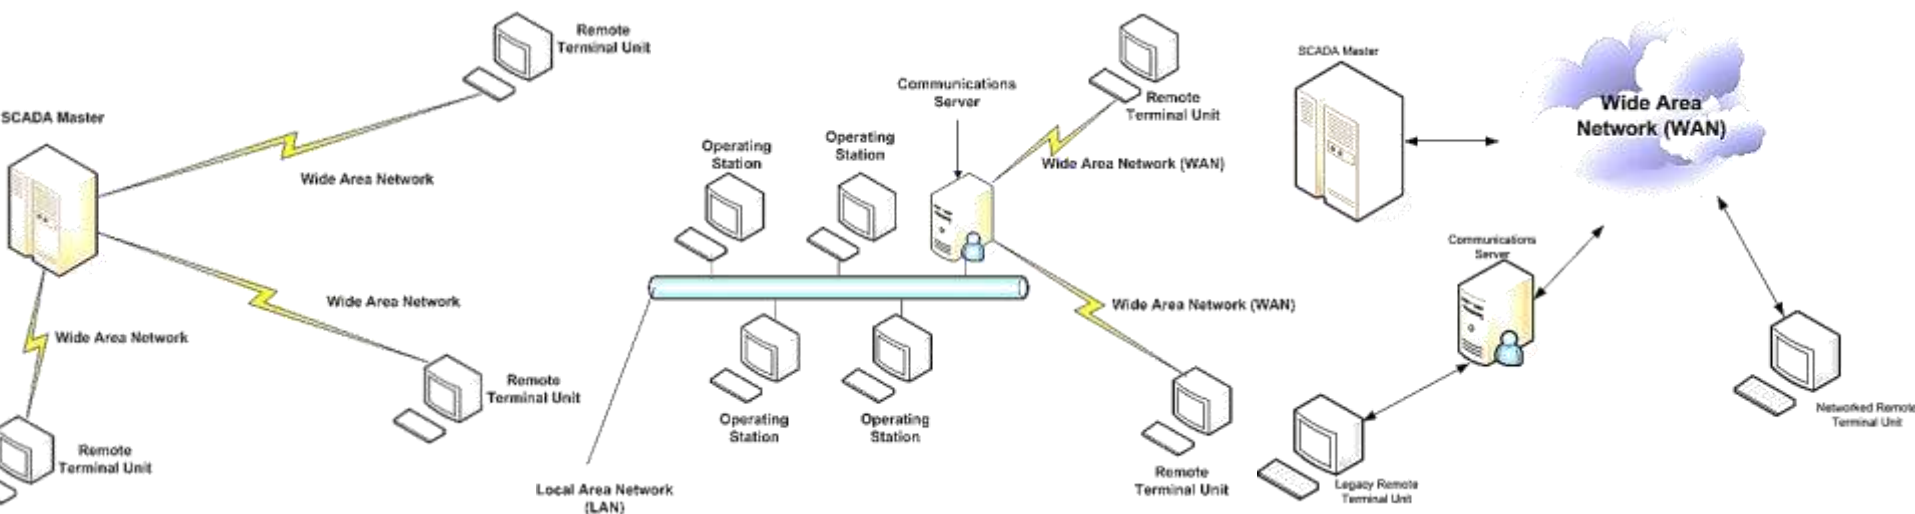 Remote
Terminal Unit
SCADA Master
Wide Area Network
Wide Area Network
Wide Area Network
Remote
Terminal Unit
Remote
Terminal Unit
Communications
Server
Remote
Terminal Unit
Operating
Station
Operating
Station
Wide Area Network (WAN)
Wide Area Network (WAN)
Operating
Station
Operating
Station
Remote
Terminal Unit
Local Area Network
(LAN)
SCADA Master
Wide Area
Network (WAN)
Communications
Server
Networked Remote
Terminal Unit
Legacy Remote
Terminal Unit